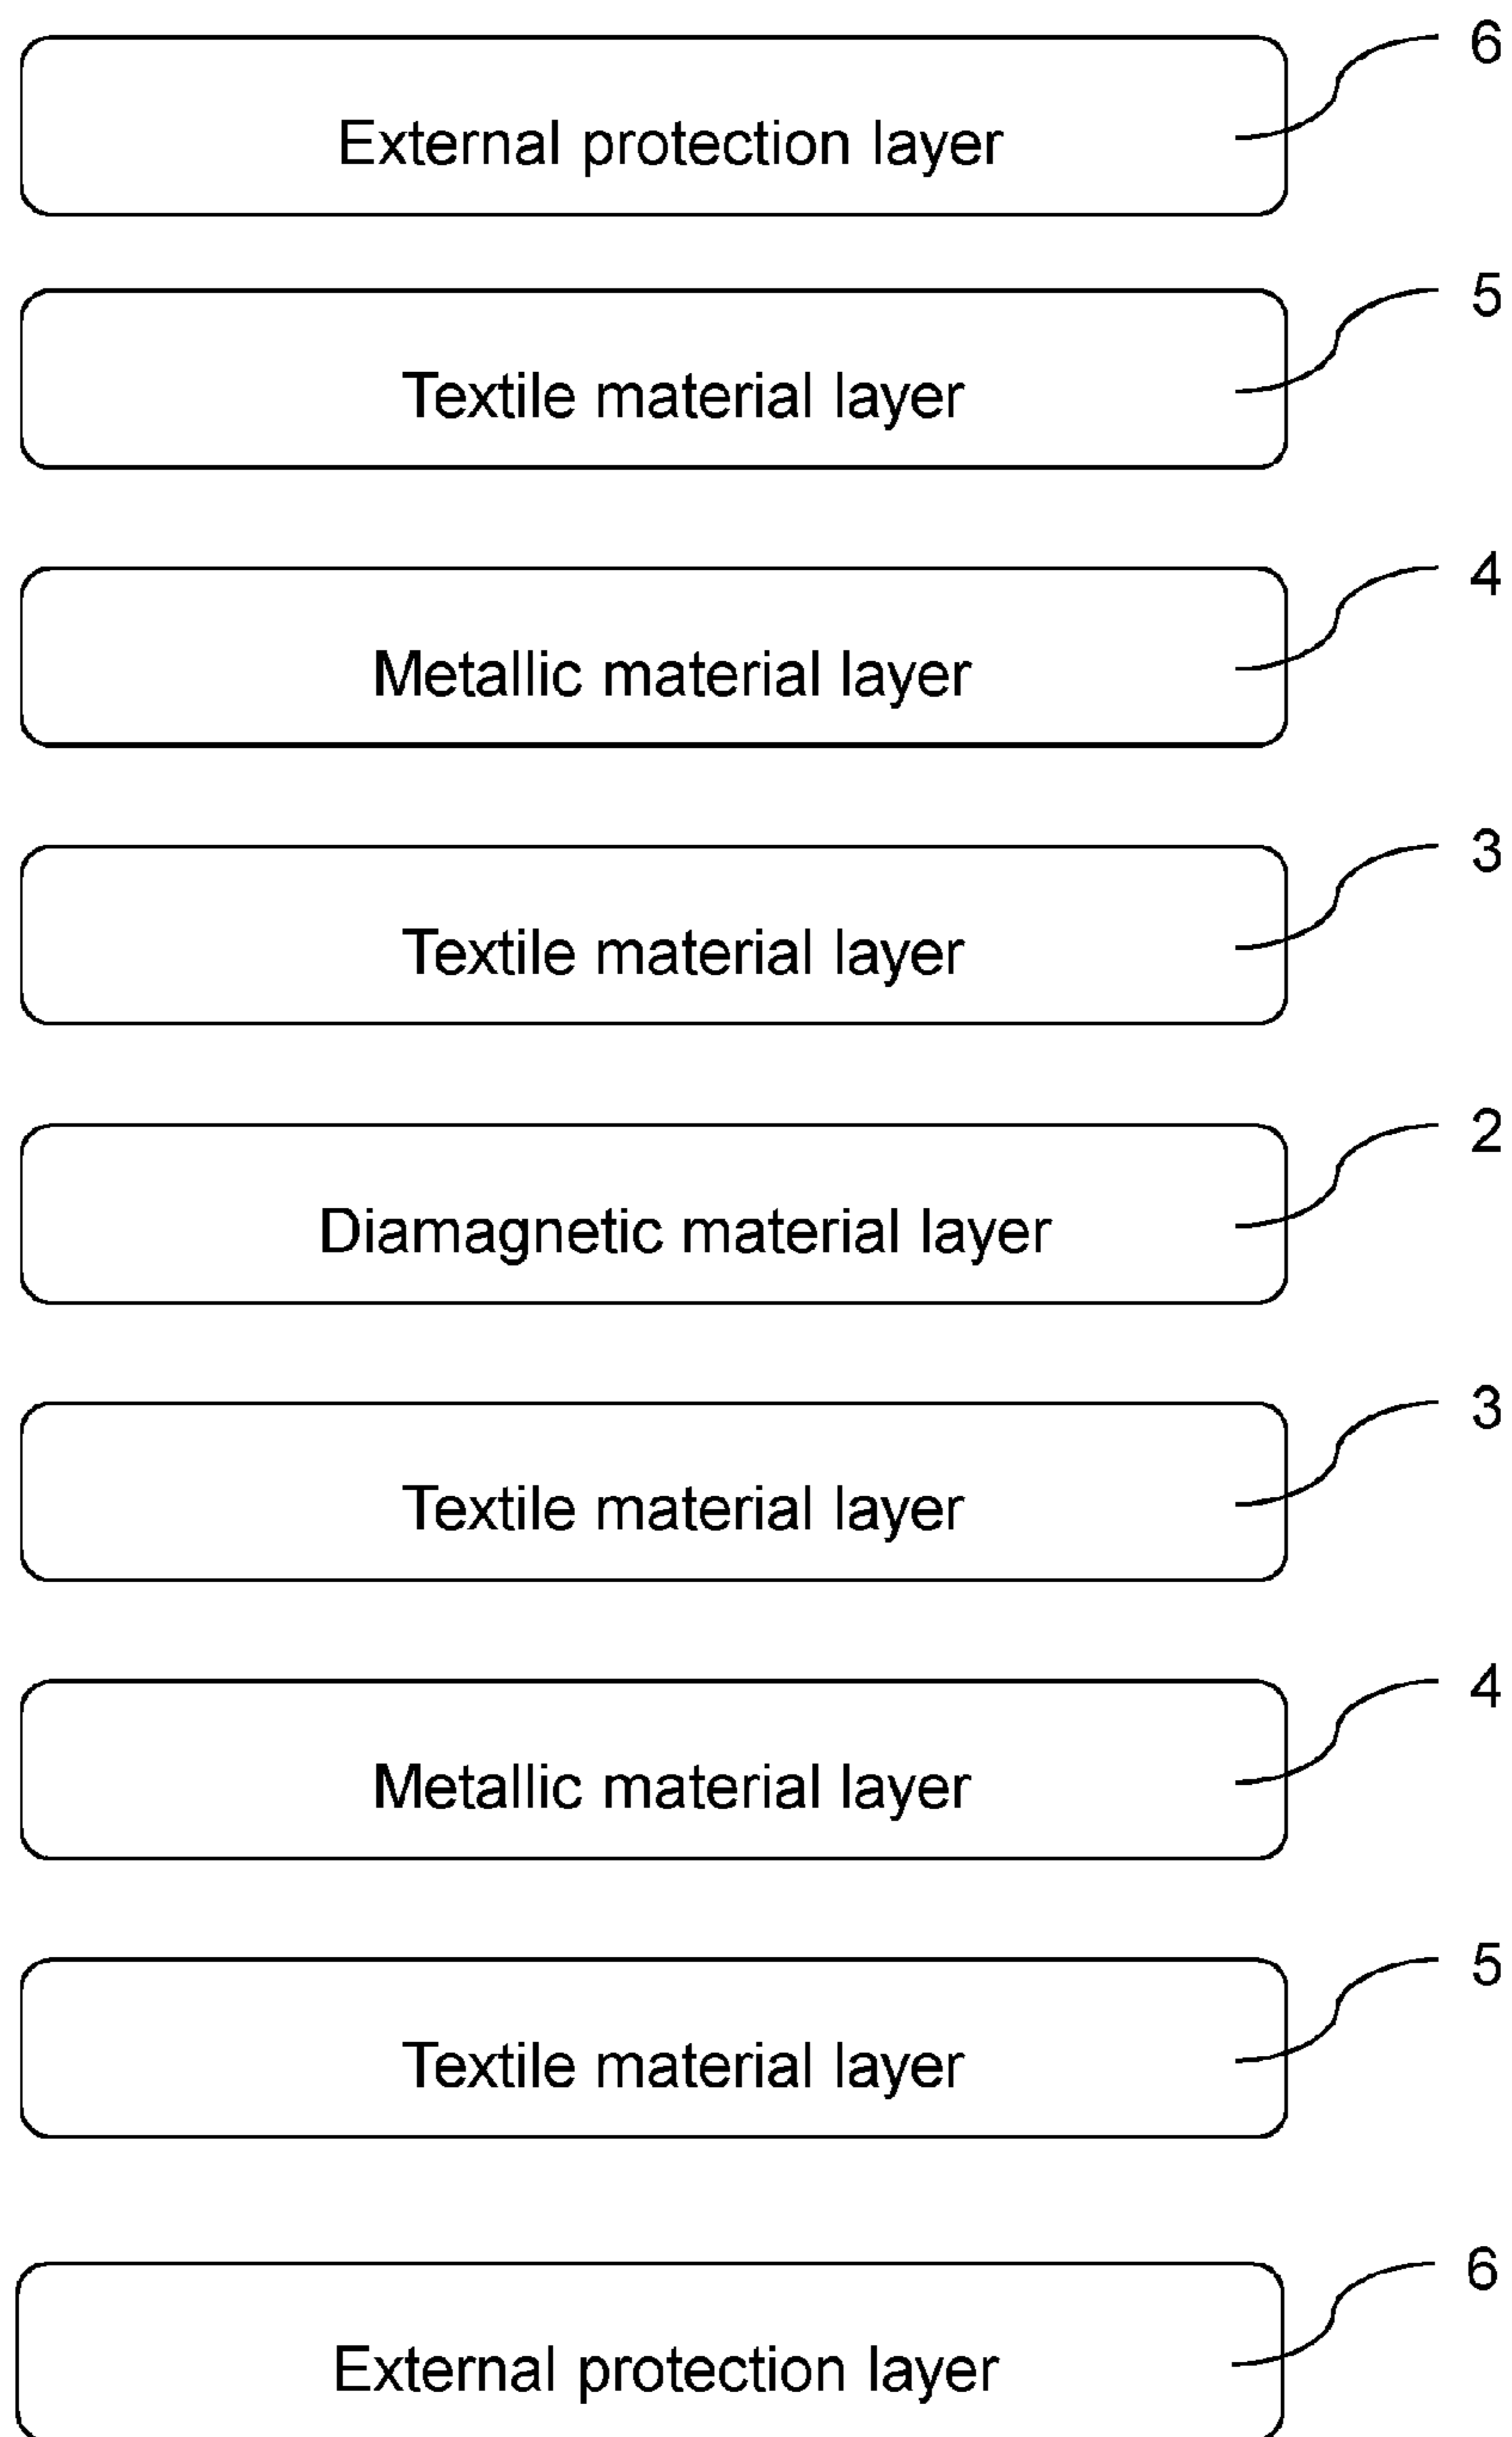 6
External protection layer
5
Textile material layer
4
Metallic material layer
3
Textile material layer
2
Diamagnetic material layer
3
Textile material layer
4
Metallic material layer
5
Textile material layer
6
External protection layer